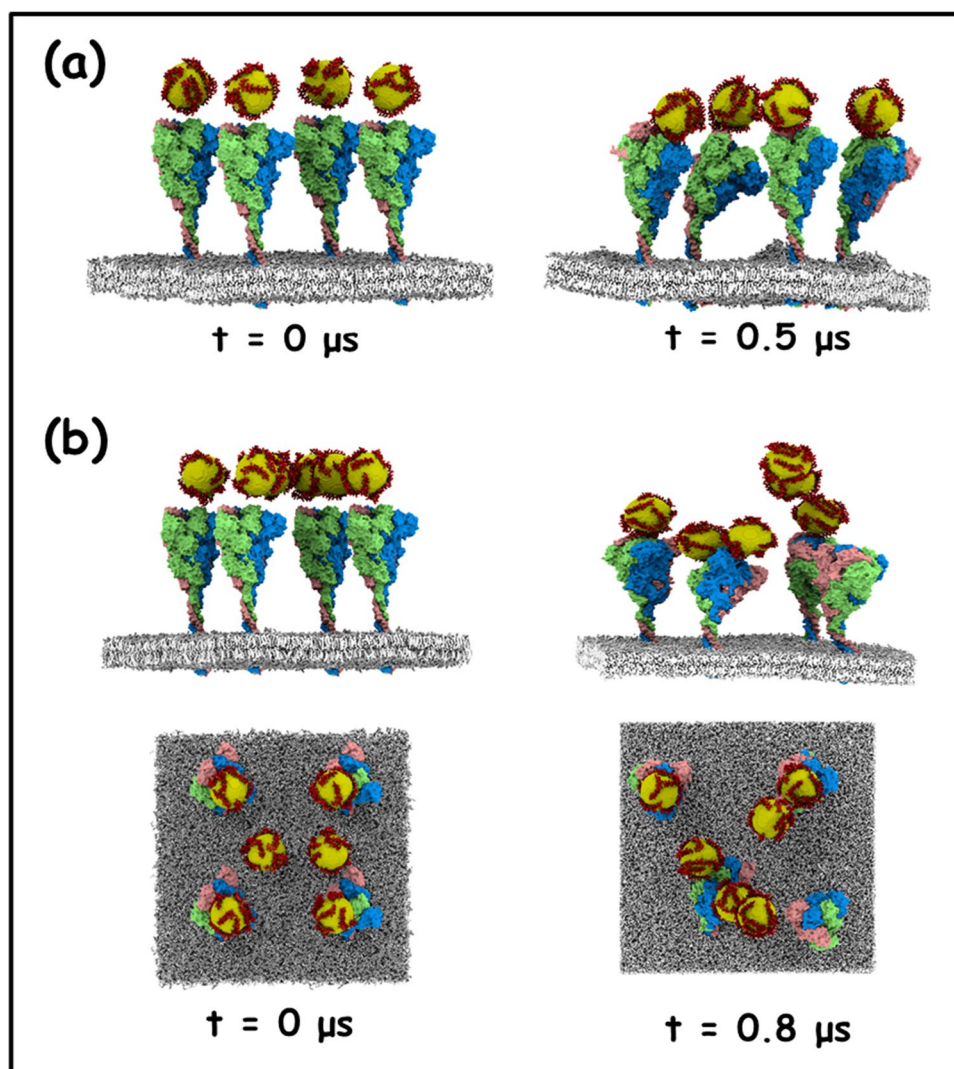 (a)
t = 0 µs
t = 0.5 µs
(b)
t = 0 µs
t = 0.8 µs